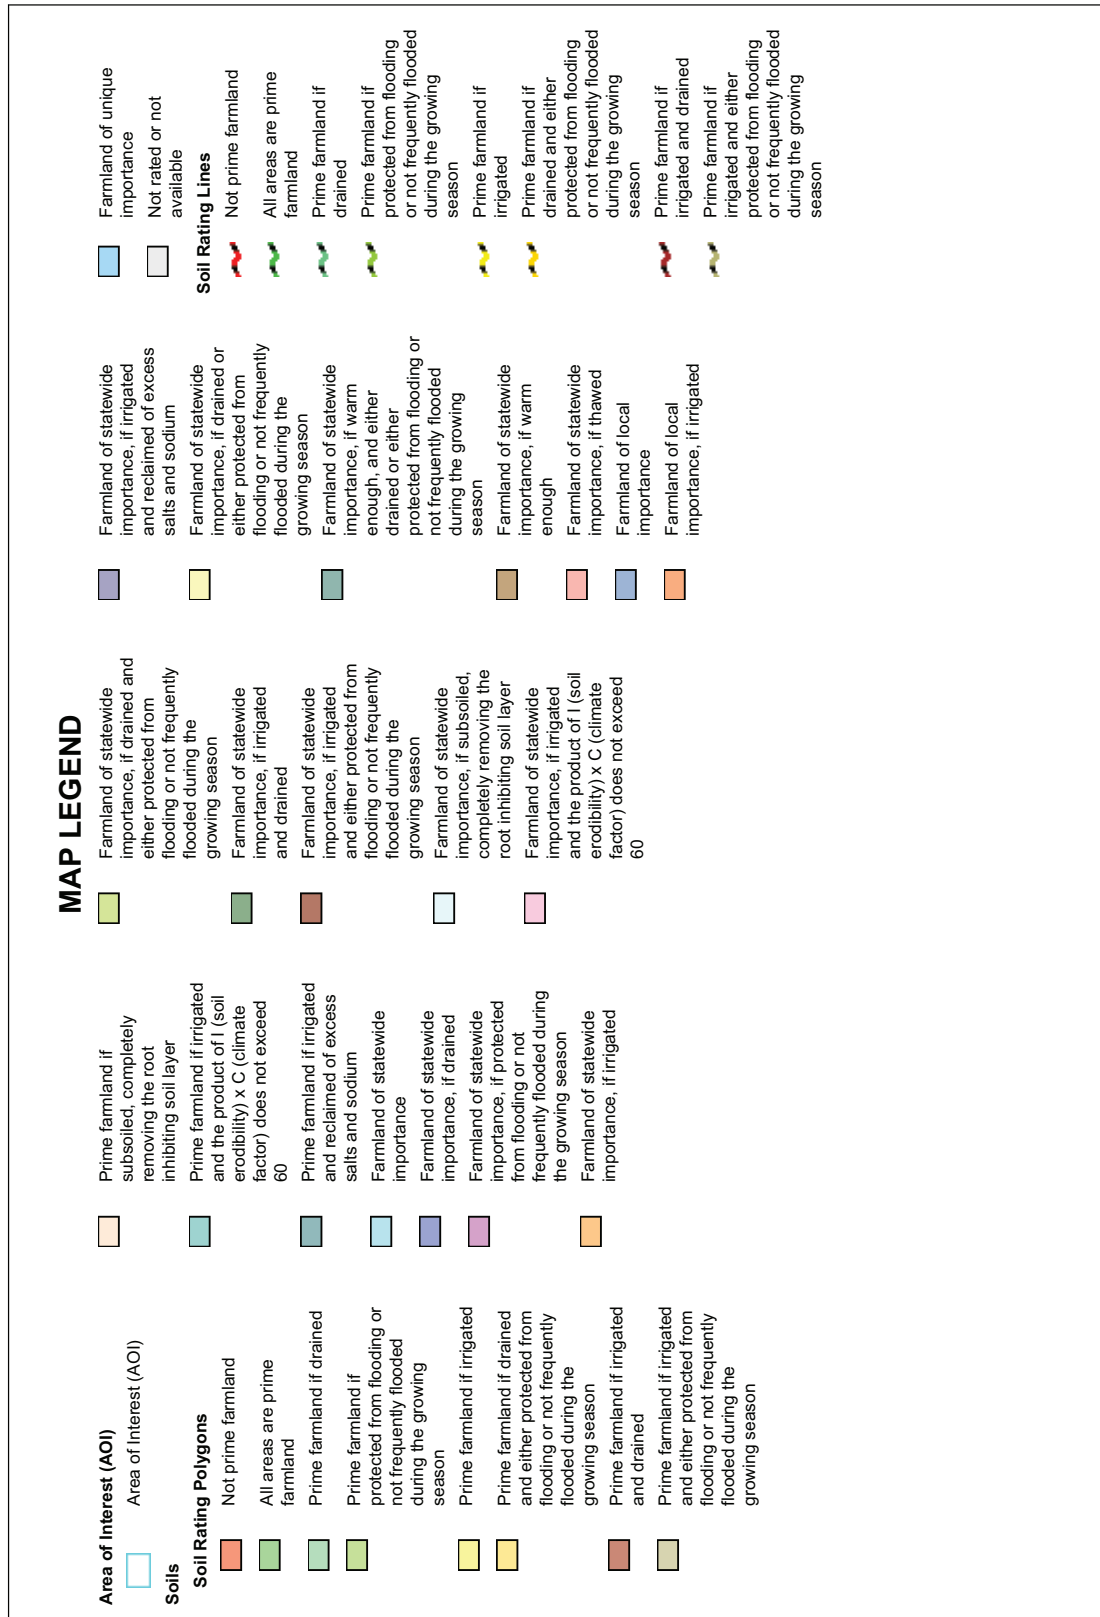 MAP LEGEND
Area of Interest (AOI)
Area of Interest (AOI)
Soils
Soil Rating Polygons
Not prime farmland
All areas are prime
farmland
Prime farmland if drained
Prime farmland if
protected from flooding or
not frequently flooded
during the growing
season
Prime farmland if irrigated
Prime farmland if drained
and either protected from
flooding or not frequently
flooded during the
growing season
Prime farmland if irrigated
and drained
Prime farmland if irrigated
and either protected from
flooding or not frequently
flooded during the
growing season
Prime farmland if
subsoiled, completely
removing the root
inhibiting soil layer
Prime farmland if irrigated
and the product of I (soil
erodibility) x C (climate
factor) does not exceed
60
Prime farmland if irrigated
and reclaimed of excess
salts and sodium
Farmland of statewide
importance
Farmland of statewide
importance, if drained
Farmland of statewide
importance, if protected
from flooding or not
frequently flooded during
the growing season
Farmland of statewide
importance, if irrigated
Farmland of statewide
importance, if drained and
either protected from
flooding or not frequently
flooded during the
growing season
Farmland of statewide
importance, if irrigated
and drained
Farmland of statewide
importance, if irrigated
and either protected from
flooding or not frequently
flooded during the
growing season
Farmland of statewide
importance, if subsoiled,
completely removing the
root inhibiting soil layer
Farmland of statewide
importance, if irrigated
and the product of I (soil
erodibility) x C (climate
factor) does not exceed
60
Farmland of statewide
importance, if irrigated
and reclaimed of excess
salts and sodium
Farmland of statewide
importance, if drained or
either protected from
flooding or not frequently
flooded during the
growing season
Farmland of statewide
importance, if warm
enough, and either
drained or either
protected from flooding or
not frequently flooded
during the growing
season
Farmland of statewide
importance, if warm
enough
Farmland of statewide
importance, if thawed
Farmland of local
importance
Farmland of local
importance, if irrigated
Farmland of unique
importance
Not rated or not
available
Soil Rating Lines
Not prime farmland
All areas are prime
farmland
Prime farmland if
drained
Prime farmland if
protected from flooding
or not frequently flooded
during the growing
season
Prime farmland if
irrigated
Prime farmland if
drained and either
protected from flooding
or not frequently flooded
during the growing
season
Prime farmland if
irrigated and drained
Prime farmland if
irrigated and either
protected from flooding
or not frequently flooded
during the growing
season